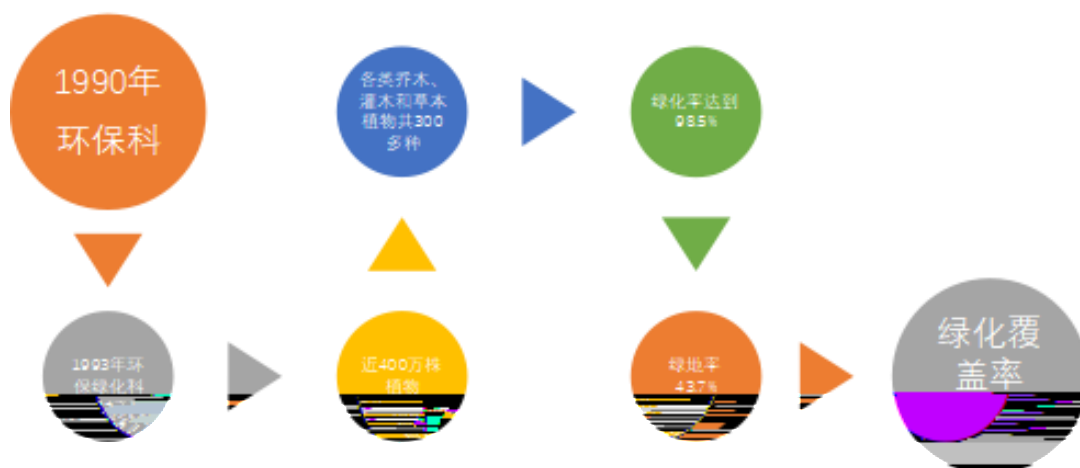 1990年
环保科
1993年环
保绿化科
近400万株
植物
各类乔木、
灌木和草本
植物共300
多种
绿化率达到
98.5%
绿地率
43.7%
绿化覆
盖率